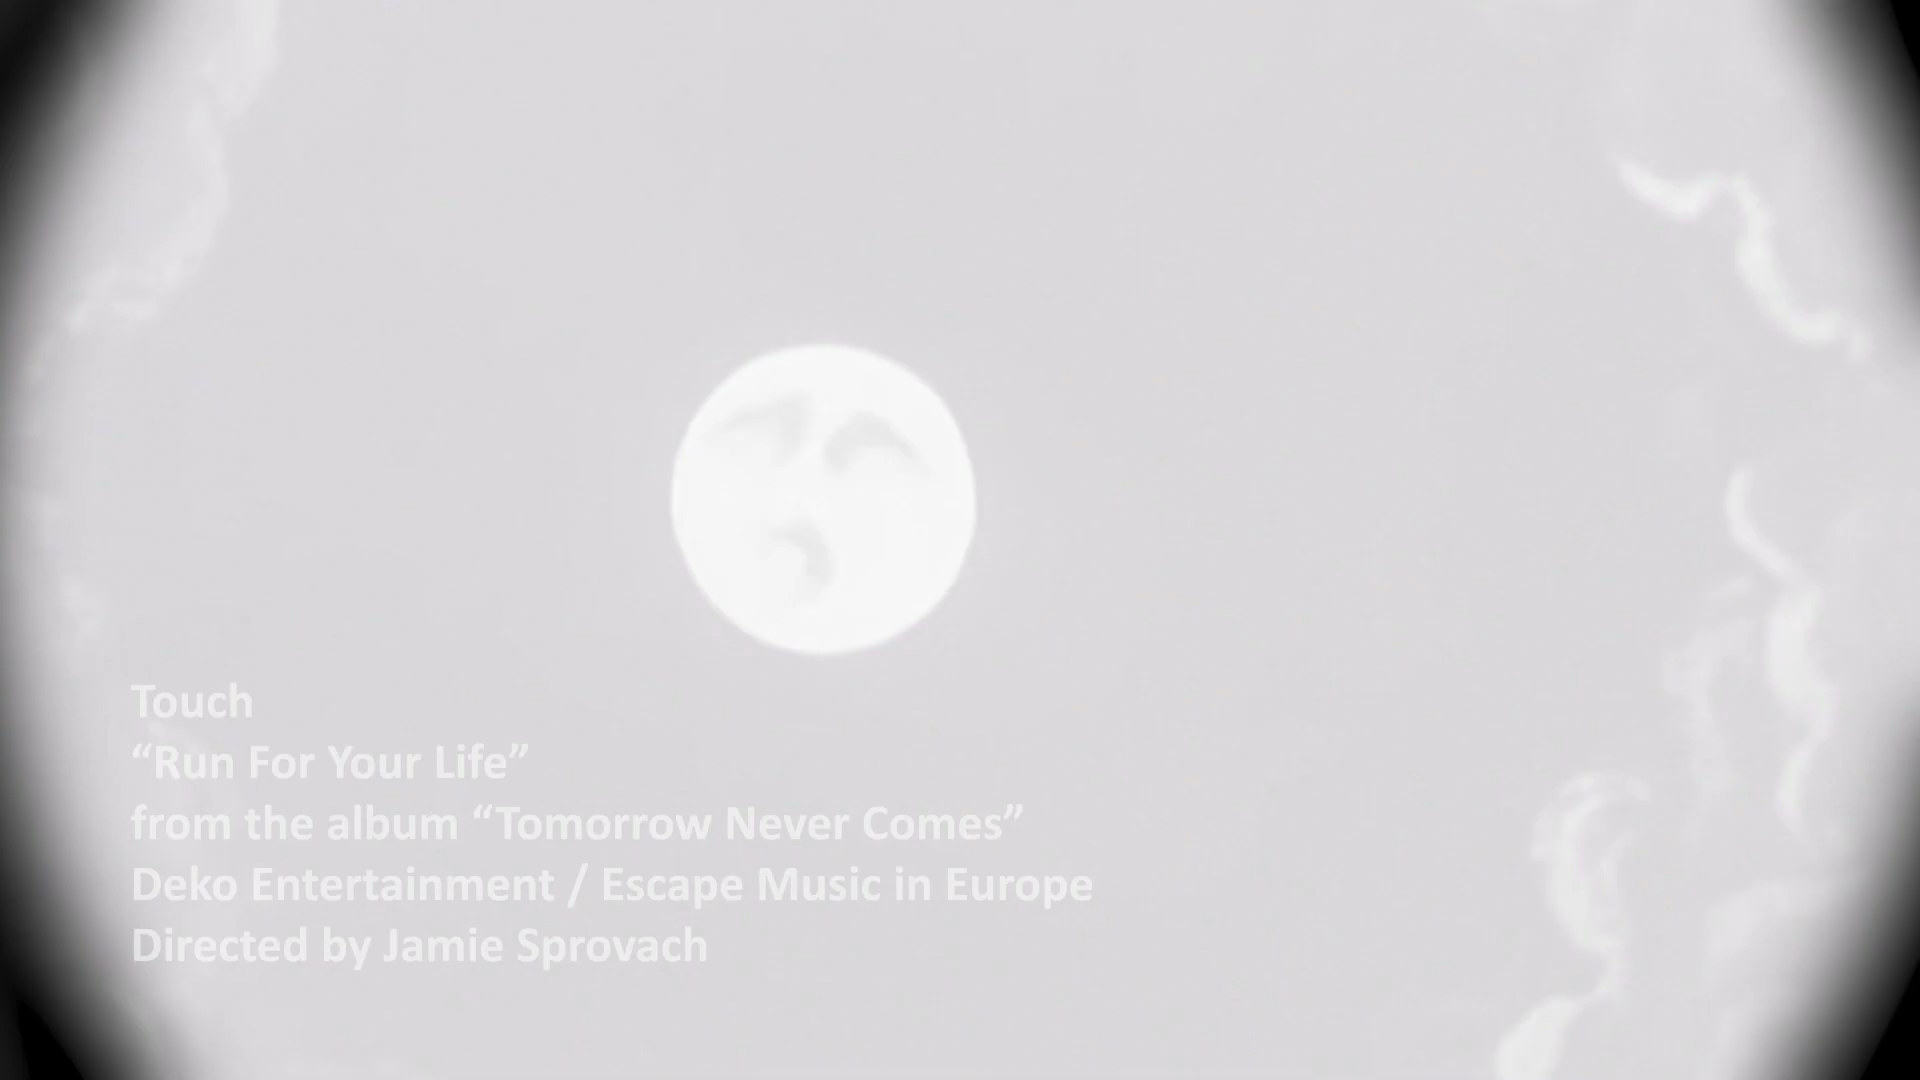 Touch
“Run For Your Life”
from the album “Tomorrow Never Comes”
Deko Entertainment / Escape Music in Europe
Directed by Jamie Sprovach